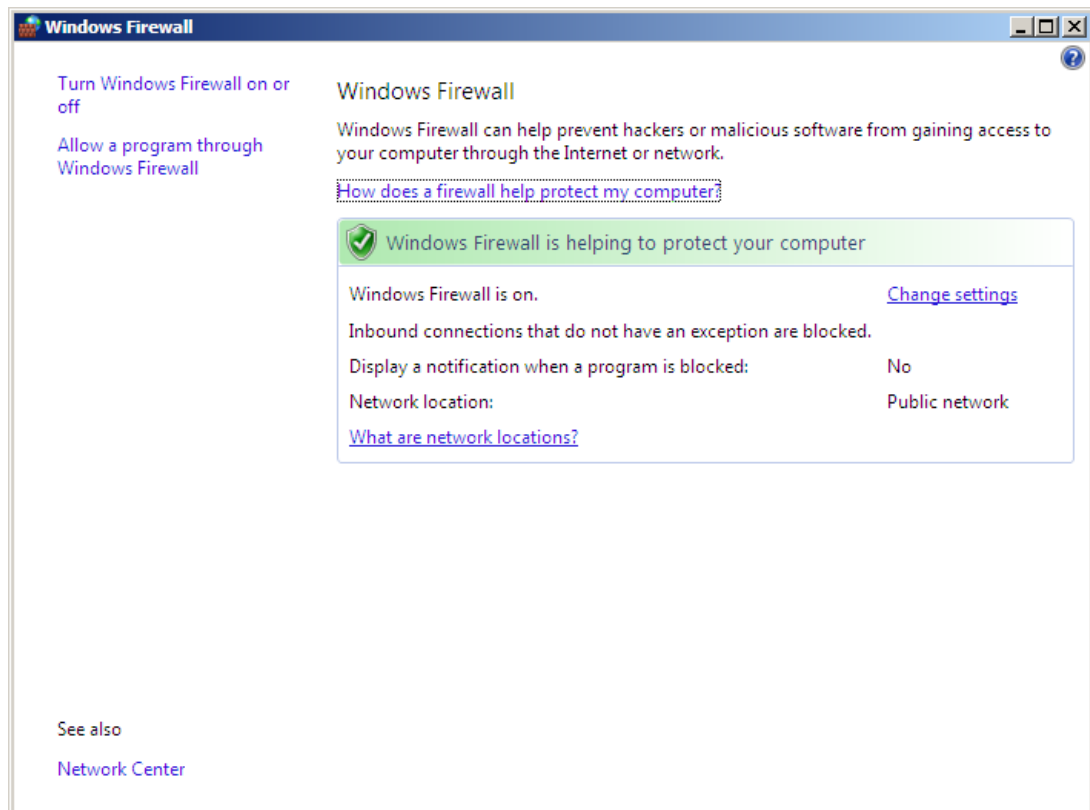 Windows Firewall
Turn Windows Firewall on or
off
Allow a program through
Windows Firewall
Windows Firewall
Windows Firewall can help prevent hackers or malicious software from gaining access to
your computer through the Internet or network.
How does a firewall help protect my computer?
Windows Firewall is helping to protect your computer
Windows Firewall is on.
Change settings
Inbound connections that do not have an exception are blocked.
Display a notification when a program is blocked:
No
Network location:
Public network
What are network locations?
See also
Network Center